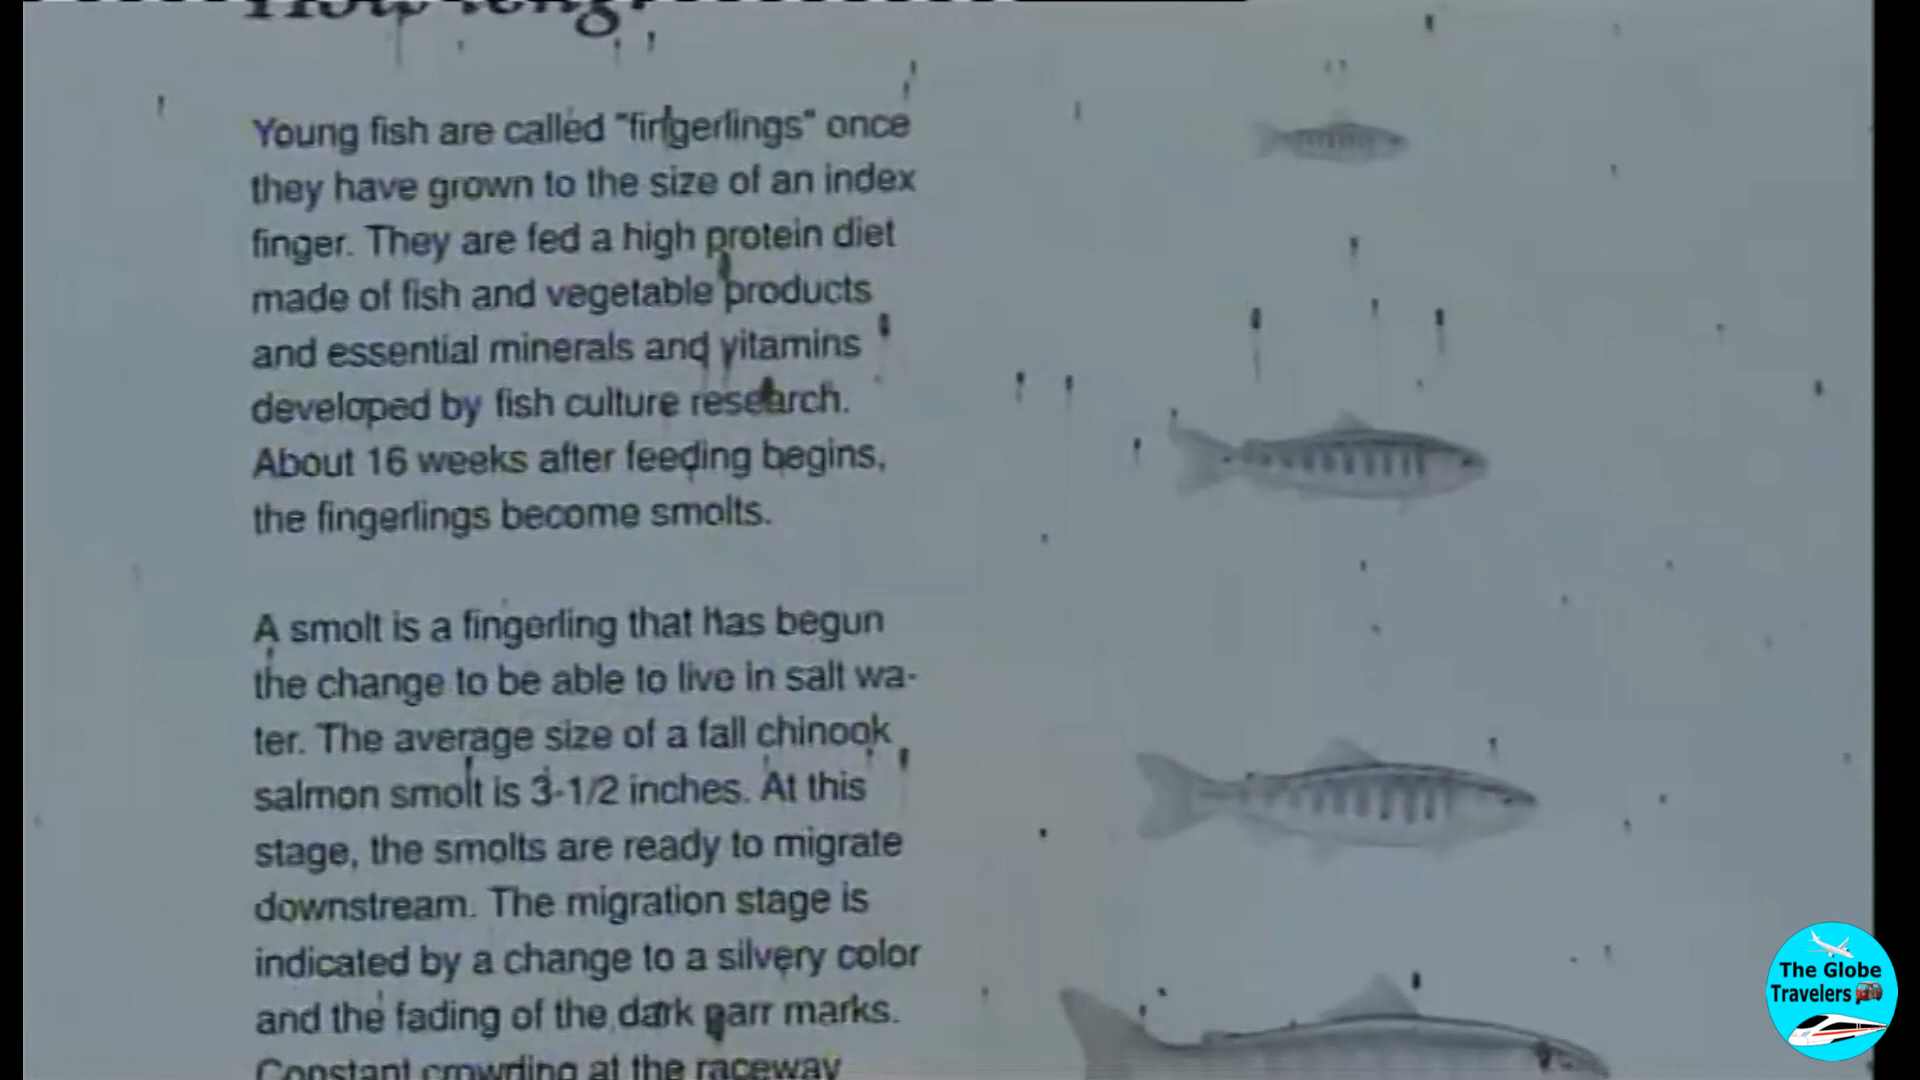 How long?
Young fish are called "fingerlings" once
they have grown to the size of an index
finger. They are fed a high protein diet
made of fish and vegetable products
and essential minerals and vitamins
developed by fish culture research.
About 16 weeks after feeding begins,
the fingerlings become smolts.
A smolt is a fingerling that has begun
the change to be able to live in salt wa-
ter. The average size of a fall chinook
salmon smolt is 3-1/2 inches. At this
stage, the smolts are ready to migrate
downstream. The migration stage is
indicated by a change to a silvery color
and the fading of the dark parr marks.
Constant crowding at the raceway
The Globe
Travelers